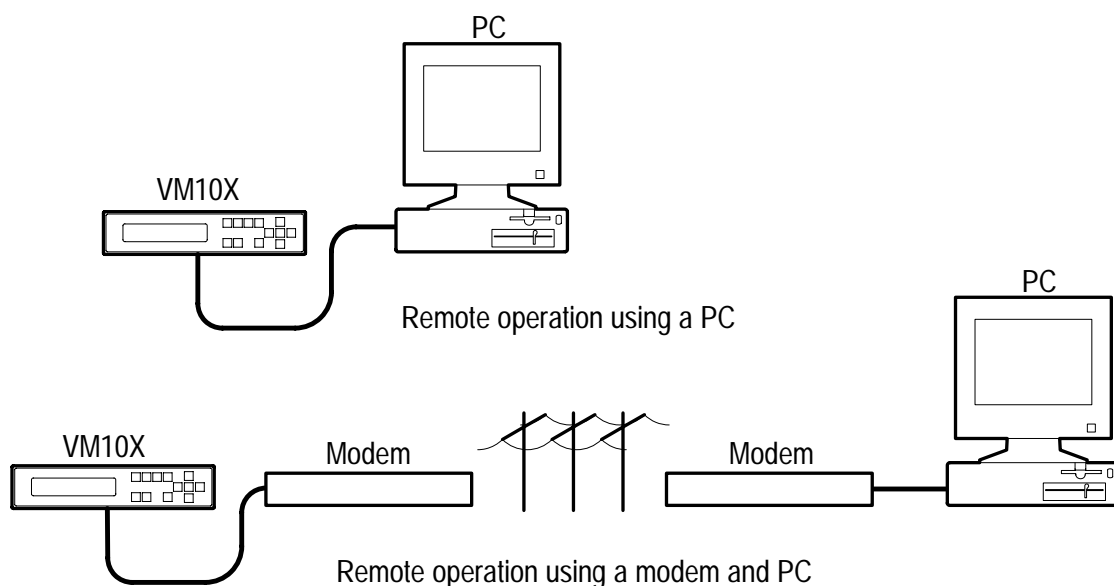 PC
VM10X
Remote operation using a PC
PC
VM10X
Modem
Modem
Remote operation using a modem and PC